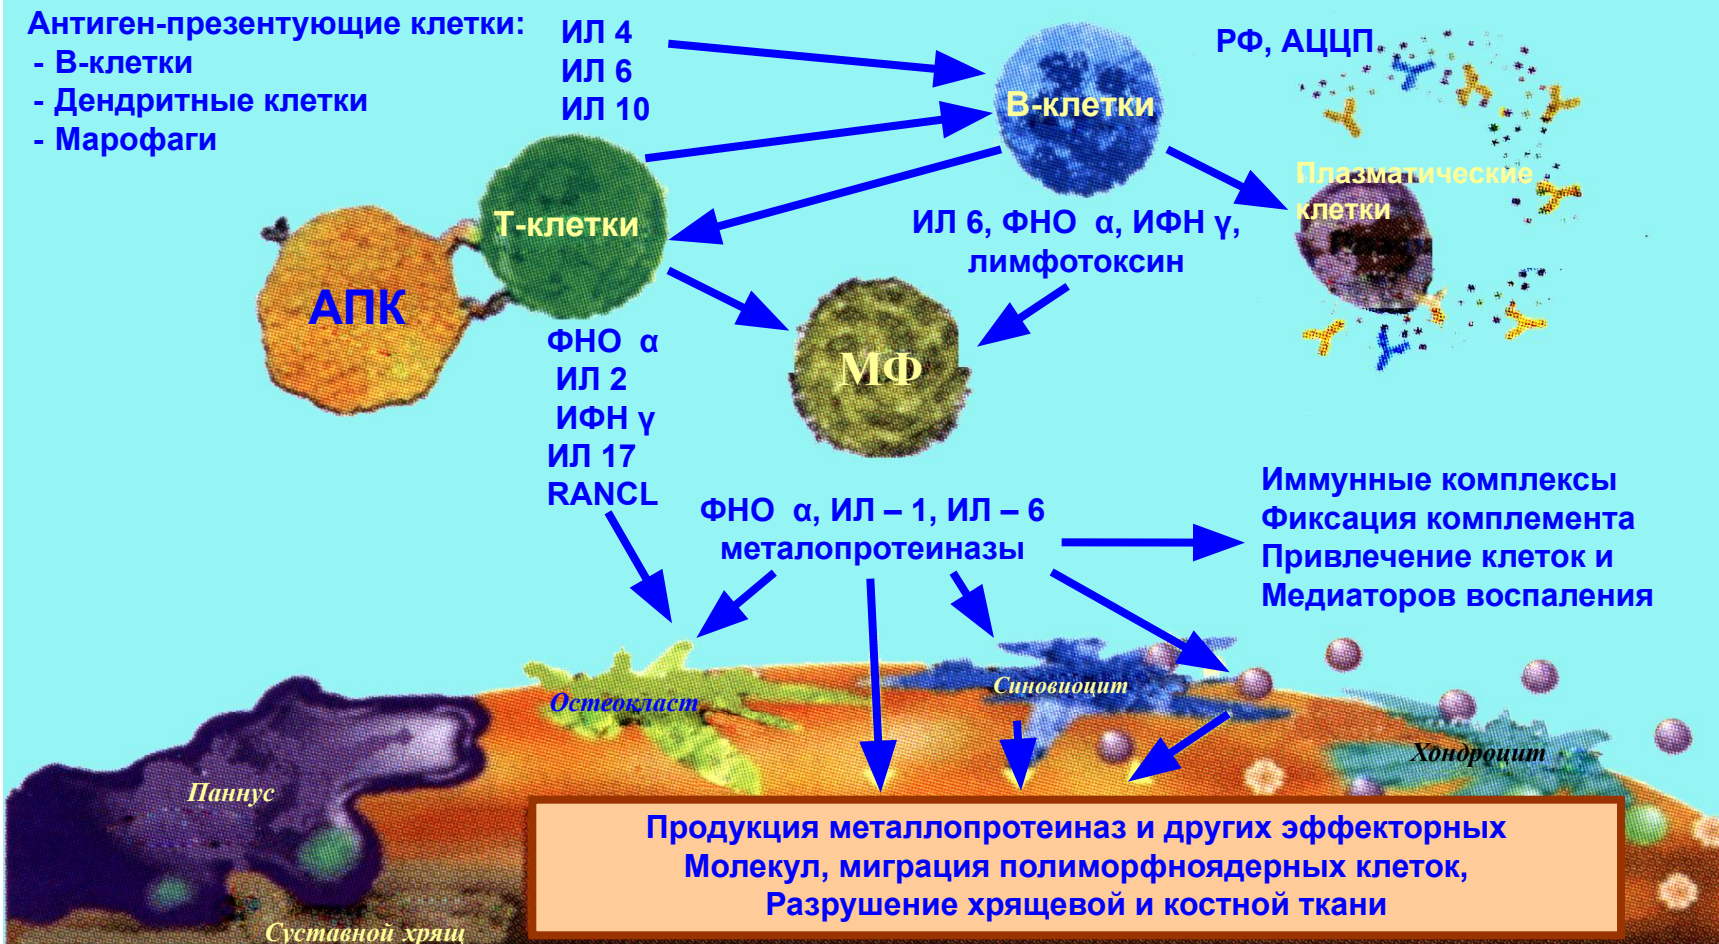 Антиген-презентующие клетки:
- В-клетки
- Дендритные клетки
- Марофаги
ИЛ 4
ИЛ 6
ИЛ 10
В-клетки
РФ, АЦЦП
Плазматические
клетки
Т-клетки
АПК
ИЛ 6, ФНО α, ИФН γ,
лимфотоксин
МФ
ФНО α
ИЛ 2
ИФН γ
ИЛ 17
RANCL
ФНО α, ИЛ – 1, ИЛ – 6
металопротеиназы
Иммунные комплексы
Фиксация комплемента
Привлечение клеток и
Медиаторов воспаления
Остеокласт
Синовиоцит
Хондроцит
Паннус
Суставной хрящ
Продукция металлопротеиназ и других эффекторных
Молекул, миграция полиморфноядерных клеток,
Разрушение хрящевой и костной ткани